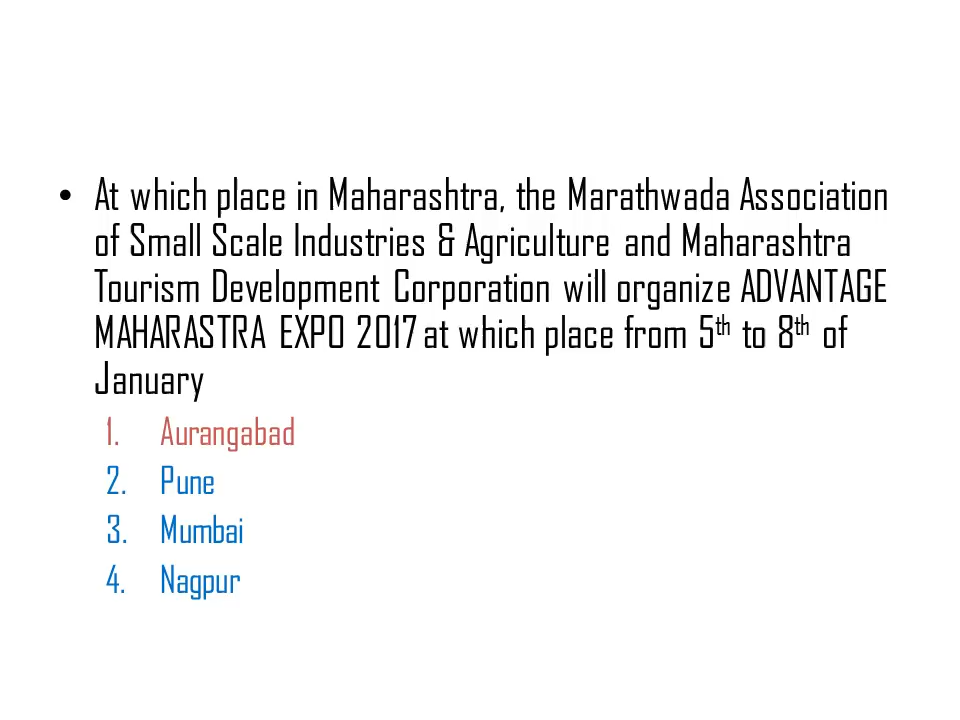 • At which place in Maharashtra, the Marathwada Association
of Small Scale Industries & Agriculture and Maharashtra
Tourism Development Corporation will organize ADVANTAGE
MAHARASTRA EXPO 2017 at which place from 5th to 8th of
January
1. Aurangabad
2. Pune
3. Mumbai
4. Nagpur